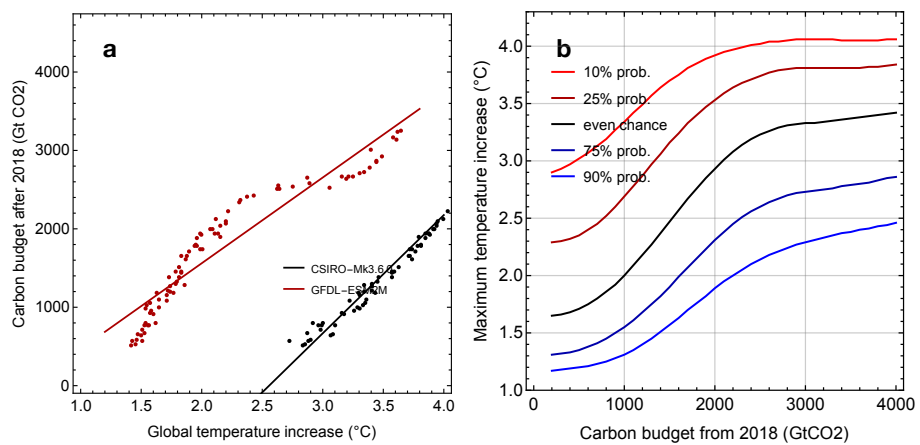 a
Carbon budget after 2018 (Gt CO2)
4000
3000
2000
1000
0
CSIRO-Mk3.6.0
GFDL-ESMRM
1.0 1.5 2.0 2.5 3.0 3.5 4.0
Global temperature increase (°C)
b
Maximum temperature increase (°C)
4.0
3.5
3.0
2.5
2.0
1.5
1.0
10% prob.
25% prob.
even chance
75% prob.
90% prob.
0 1000 2000 3000 4000
Carbon budget from 2018 (GtCO2)